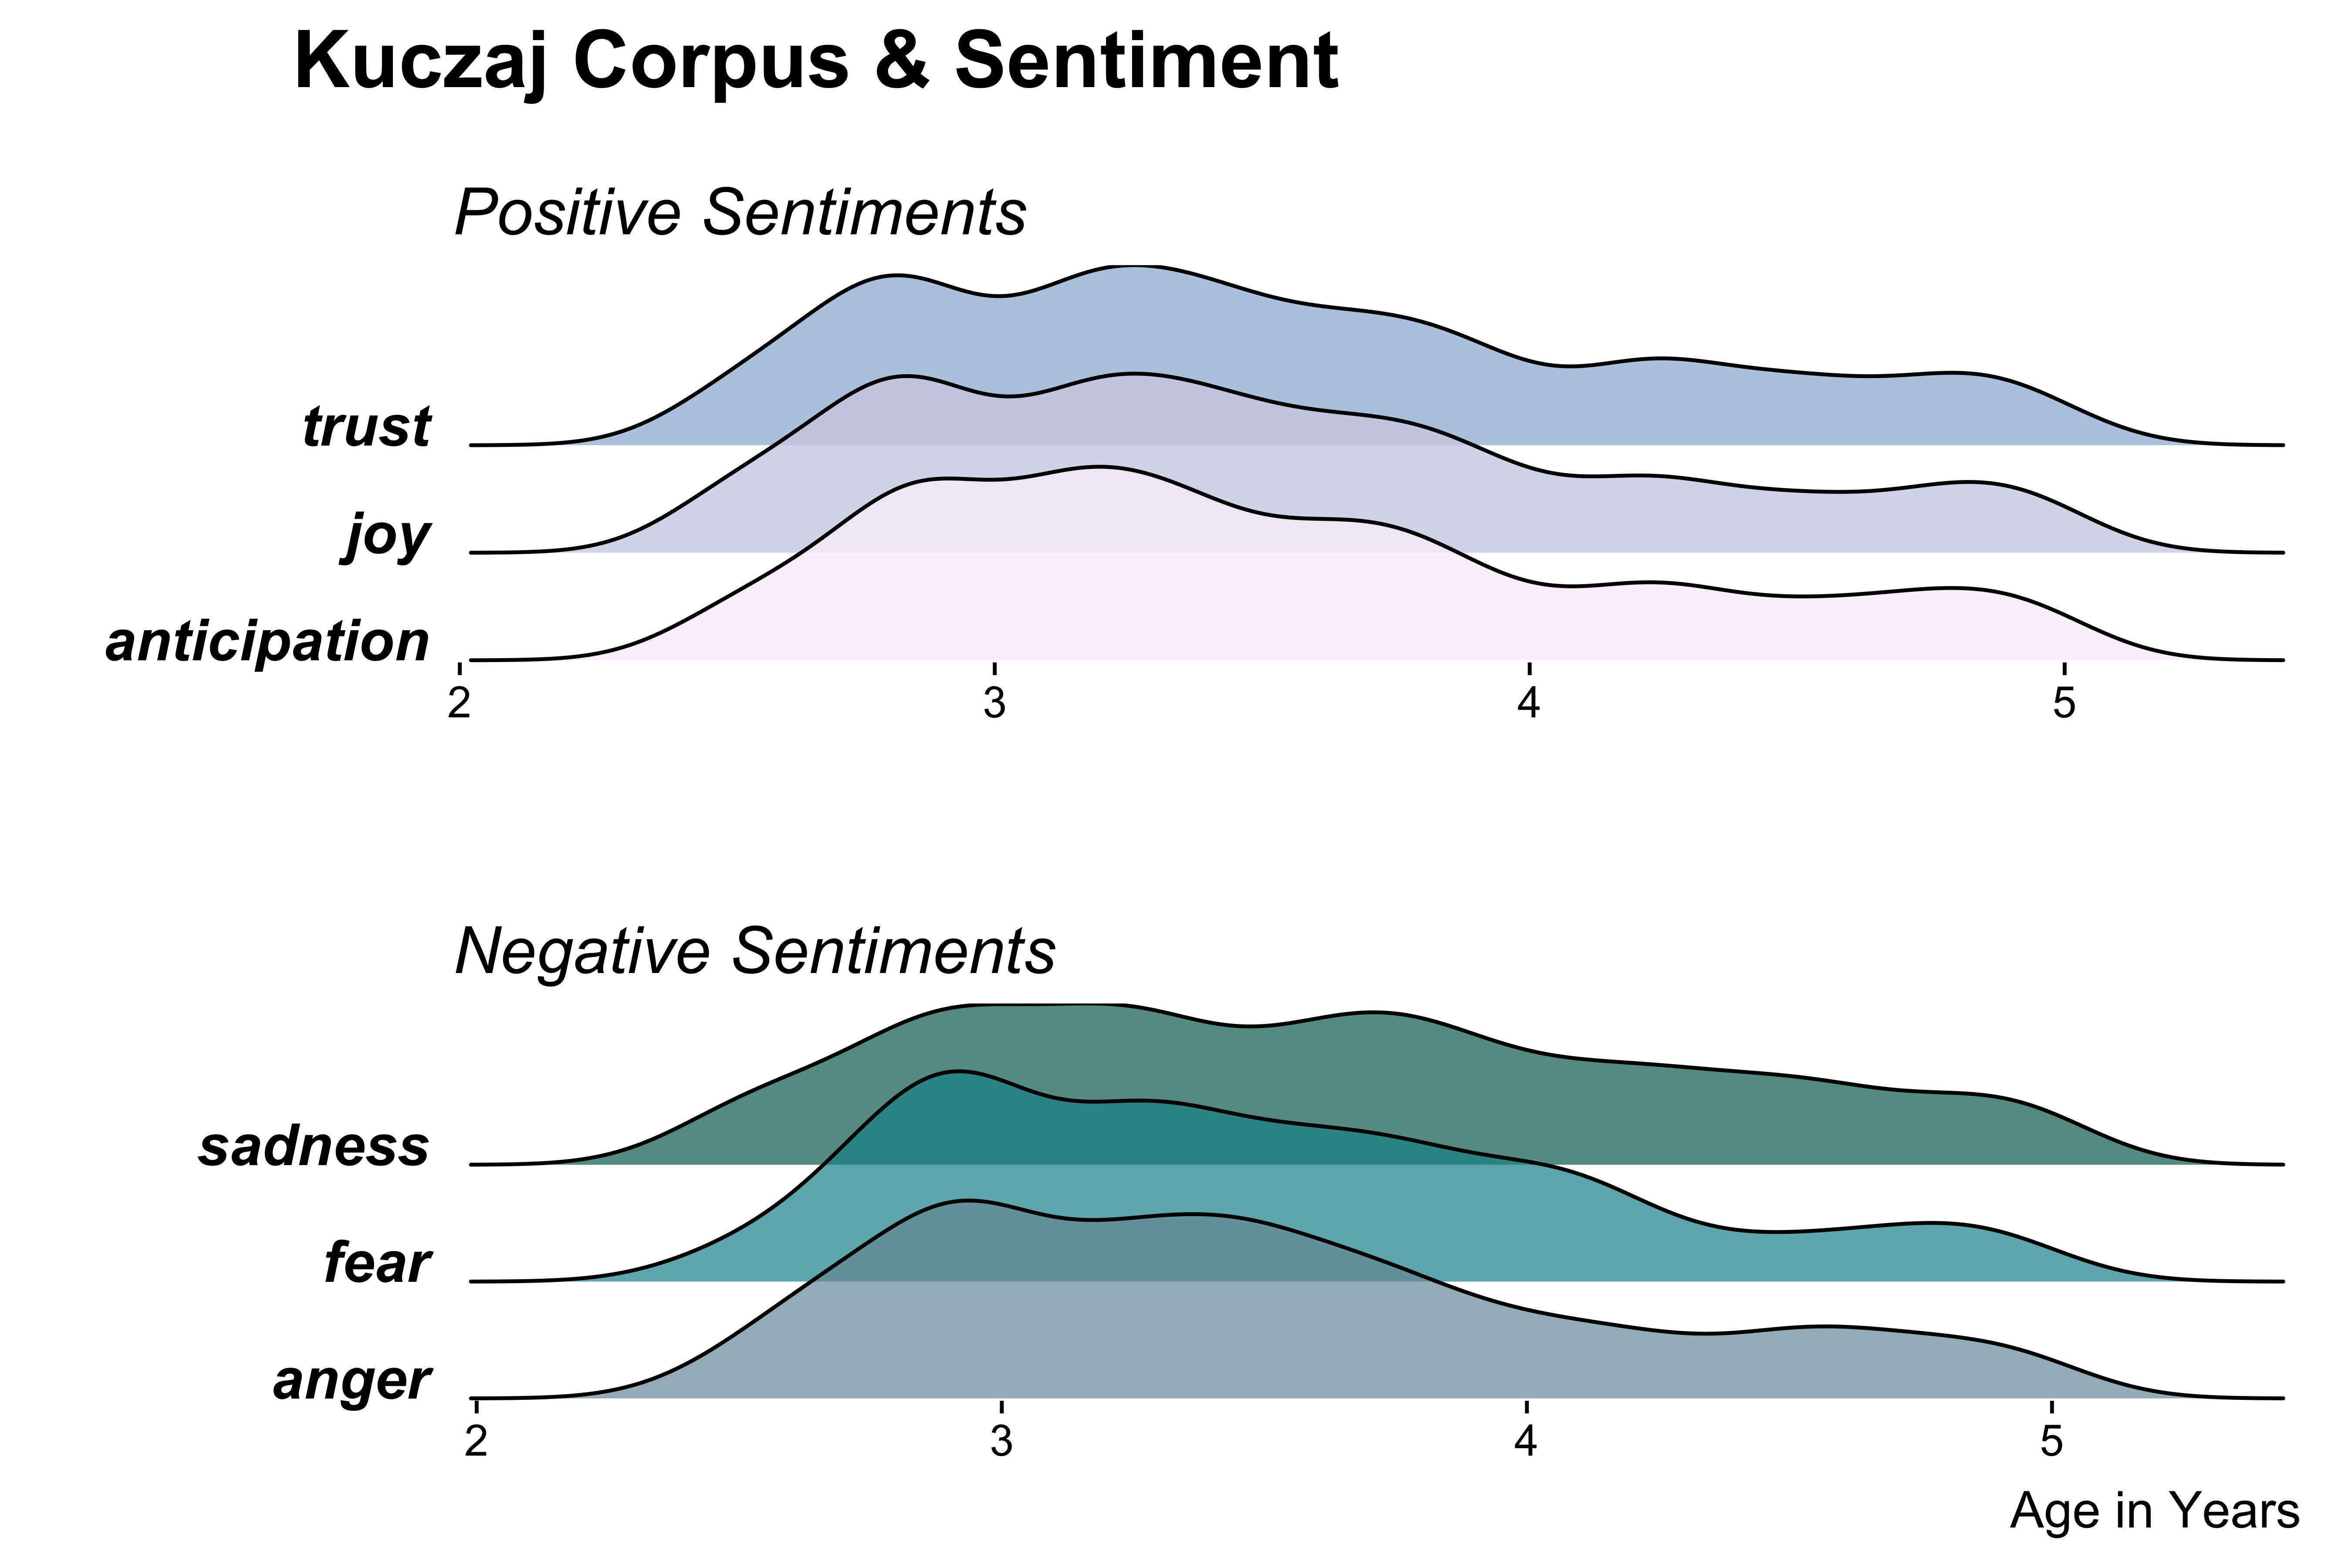 Kuczaj Corpus & Sentiment
Positive Sentiments
trust
joy
anticipation
2 3 4 5
Negative Sentiments
sadness
fear
anger
2 3 4 5
Age in Years